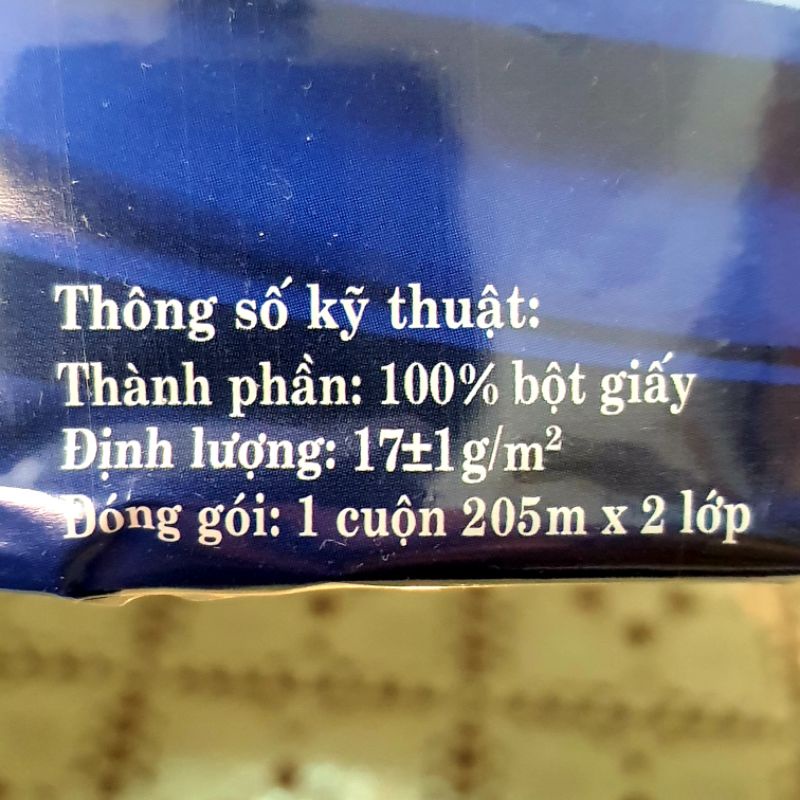 Thông số kỹ thuật:
Thành phần: 100% bột giấy
Định lượng: 17±1g/m²
Đóng gói: 1 cuộn 205m x 2 lớp